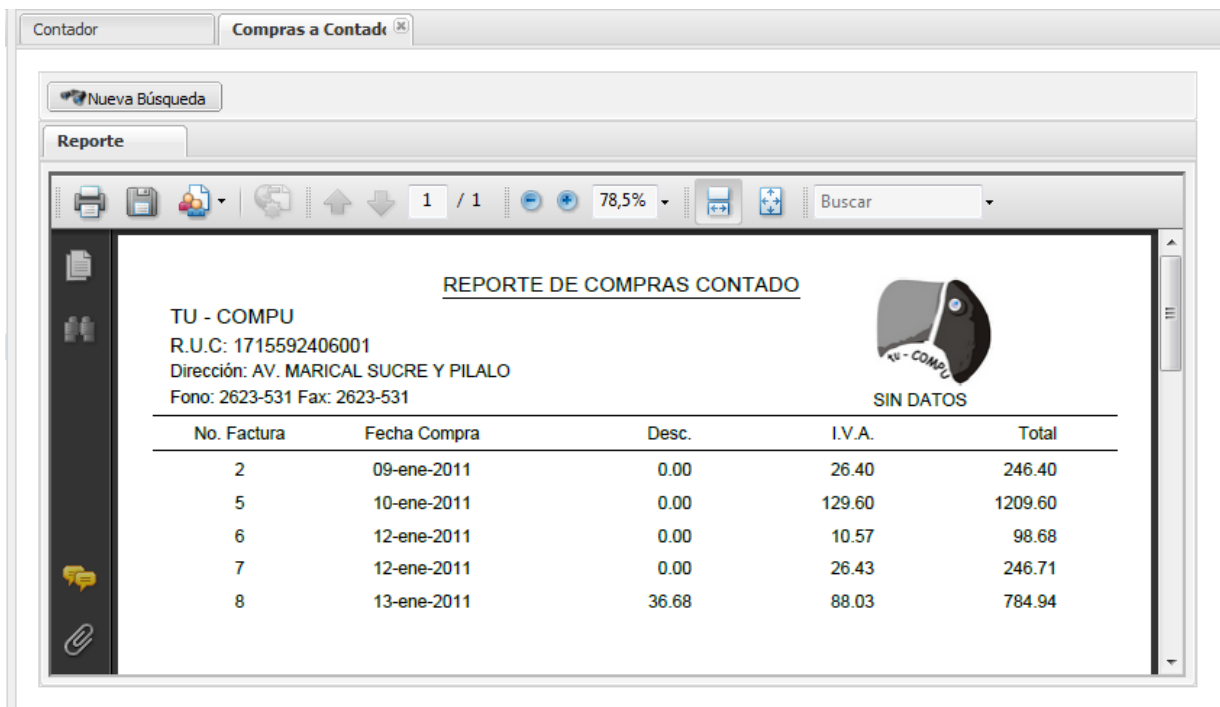 Contador Compras a Contado
Nueva Búsqueda
Reporte
1 / 1 78,5% Buscar
REPORTE DE COMPRAS CONTADO
TU - COMPU
R.U.C: 1715592406001
Dirección: AV. MARICAL SUCRE Y PILALO
Fono: 2623-531 Fax: 2623-531
TU - COMPU
SIN DATOS
No. Factura Fecha Compra Desc. I.V.A. Total
2 09-ene-2011 0.00 26.40 246.40
5 10-ene-2011 0.00 129.60 1209.60
6 12-ene-2011 0.00 10.57 98.68
7 12-ene-2011 0.00 26.43 246.71
8 13-ene-2011 36.68 88.03 784.94